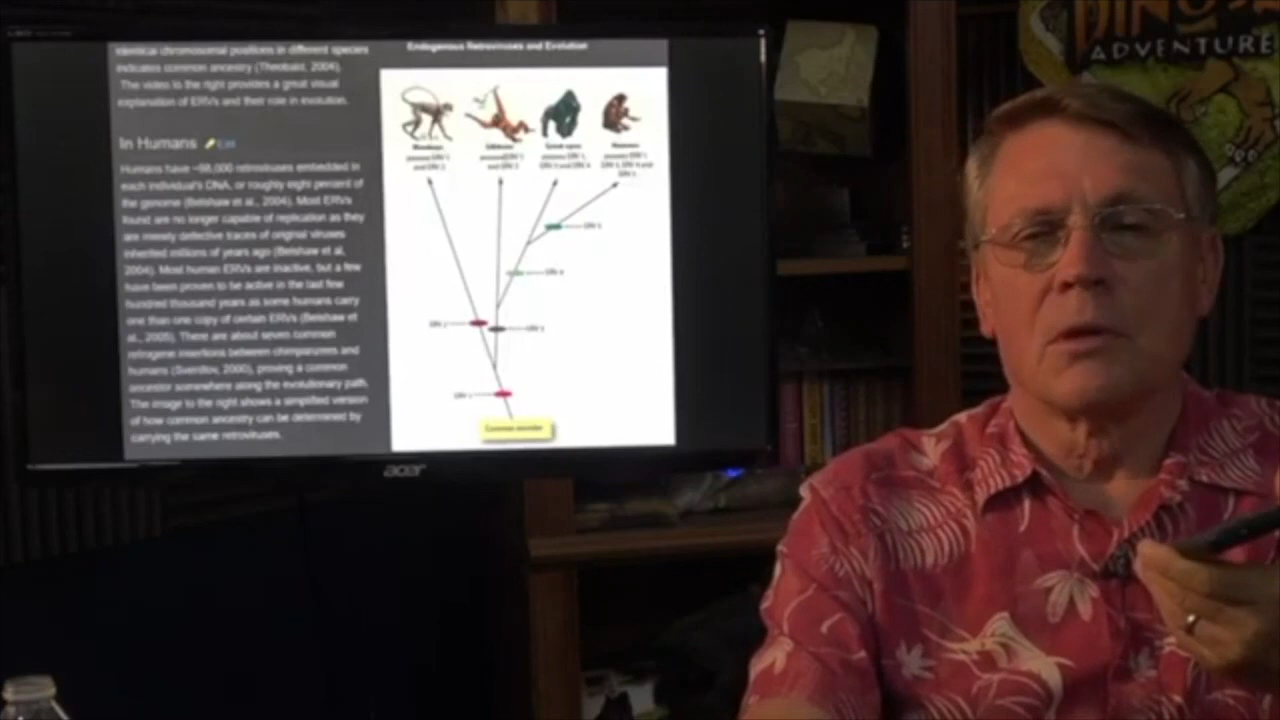 identical chromosomal positions in different species
indicates common ancestry (Theobald, 2004).
The video to the right provides a great visual
explanation of ERVs and their role in evolution.
In Humans
Humans have ~98,000 retroviruses embedded in
each individual's DNA, or roughly eight percent of
the genome (Belshaw et al., 2004). Most ERVs
found are no longer capable of replication as they
are merely defective traces of original viruses
inherited millions of years ago (Belshaw et al,
2004). Most human ERVs are inactive, but a few
have been proven to be active in the last few
hundred thousand years as some humans carry
one than one copy of certain ERVs (Belshaw et
al., 2005). There are about seven common
retrogene insertions between chimpanzees and
humans (Sverdlov, 2000), proving a common
ancestor somewhere along the evolutionary path.
The image to the right shows a simplified version
of how common ancestry can be determined by
carrying the same retroviruses.
Endogenous Retroviruses and Evolution
Common ancestor
acer
DINOS
ADVENTURE